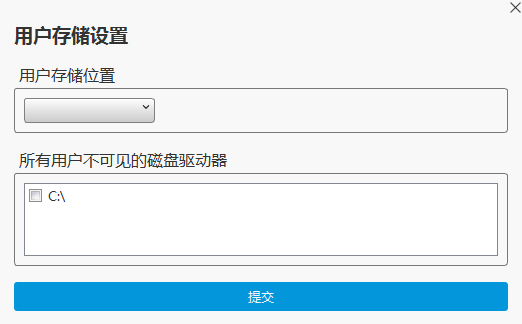 用户存储设置
用户存储位置
所有用户不可见的磁盘驱动器
C:\
提交